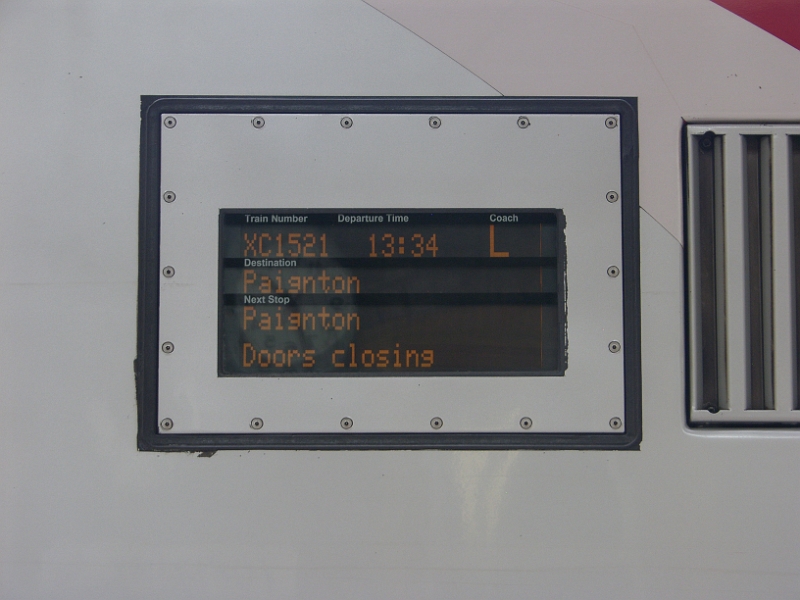 Train Number Departure Time Coach
XC1521 13:34 L
Destination
Paignton
Next Stop
Paignton
Doors closing